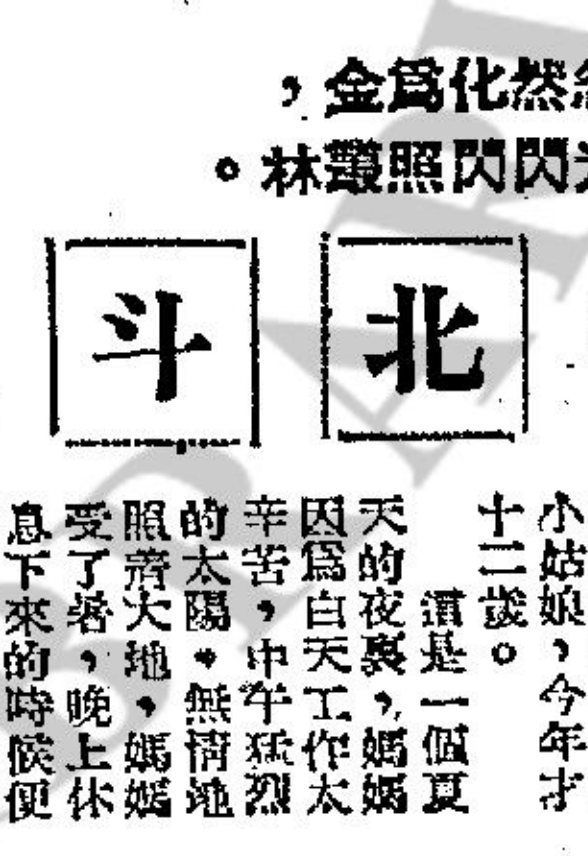 然化爲金，
閃閃照叢林。
北斗
小姑娘，今年才
十二歲。
這是一個夏
天的夜裏，媽媽
因爲白天工作太
辛苦，中午猛烈
的太陽，無情地
照着大地，媽媽
受了暑，晚上休
息下來的時候便